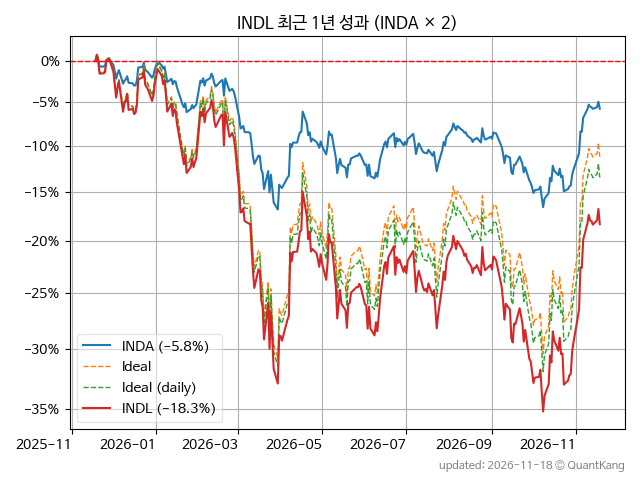 INDL 최근 1년 성과 (INDA × 2)
0%
−5%
−10%
−15%
−20%
−25%
−30%
−35%
INDA (−5.8%)
Ideal
Ideal (daily)
INDL (−18.3%)
2025-11 2026-01 2026-03 2026-05 2026-07 2026-09 2026-11
updated: 2026-11-18 © QuantKang